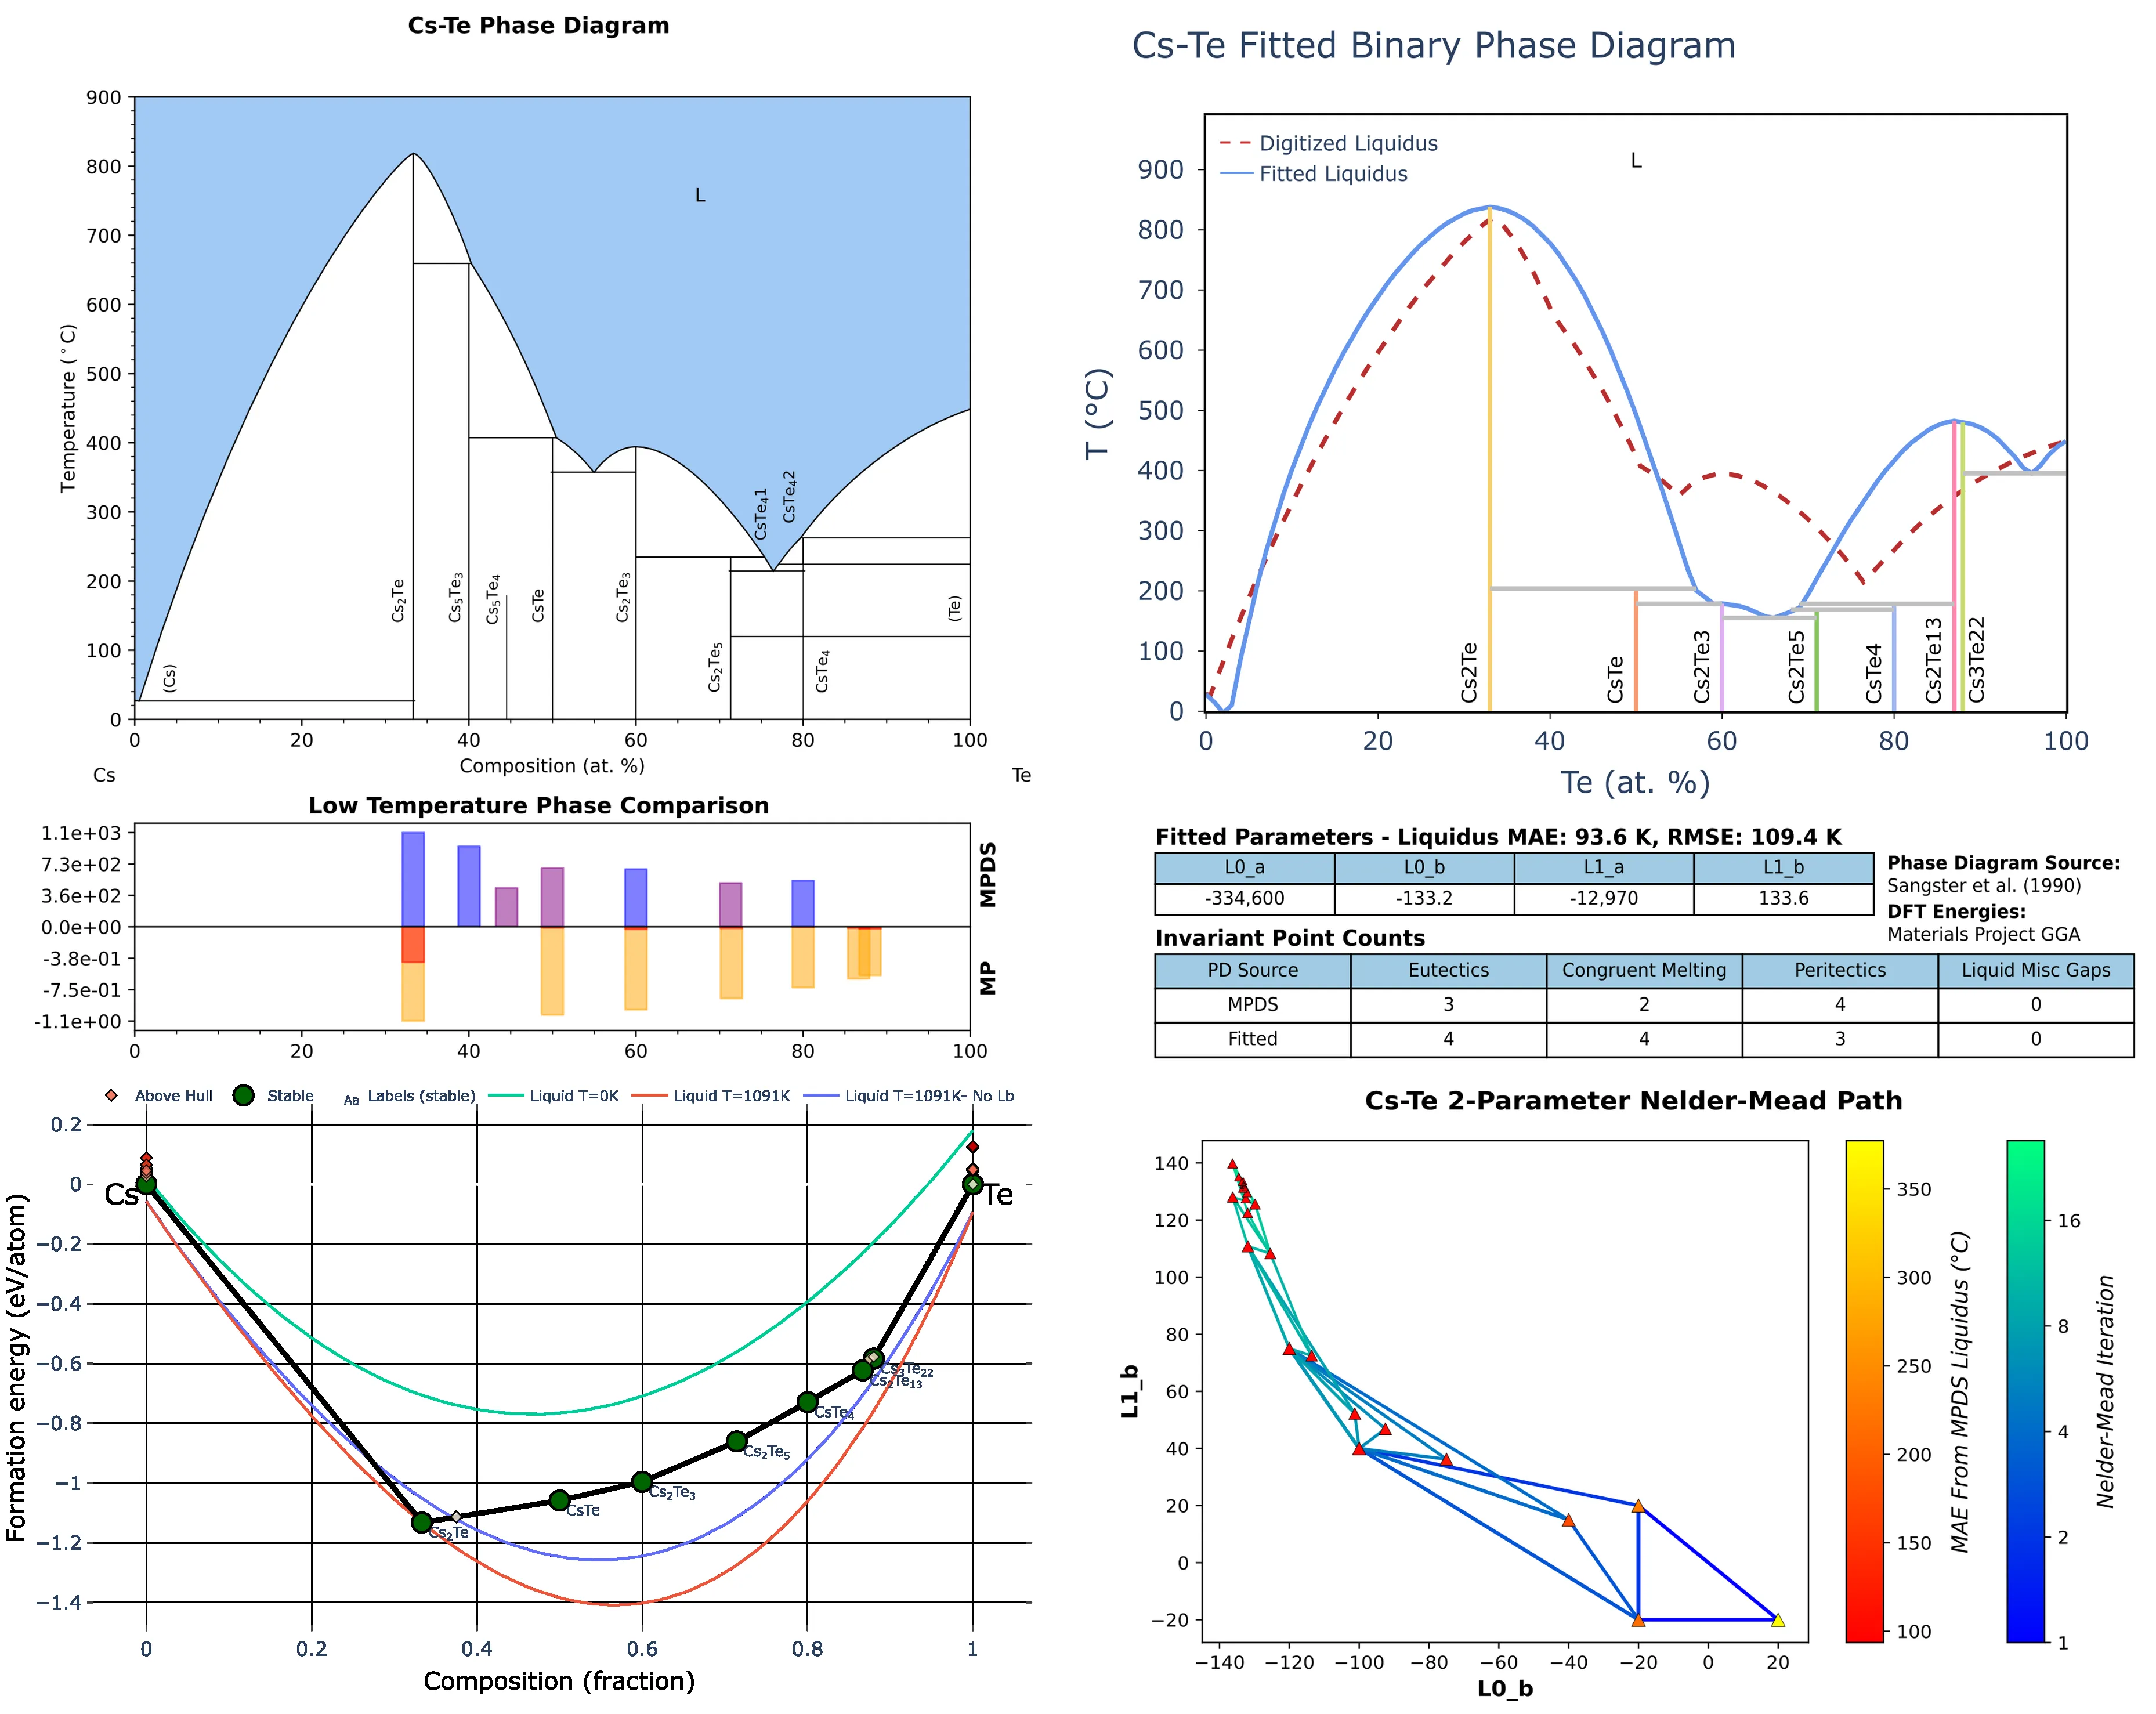 Cs-Te Phase Diagram
900
800
700
600
500
400
300
200
100
0
Temperature (°C)
L
Cs₂Te
Cs₅Te₃
Cs₅Te₄
CsTe
Cs₂Te₃
Cs₂Te₅
CsTe₄1
CsTe₄2
CsTe₄
(Cs)
(Te)
0 20 40 60 80 100
Composition (at. %)
Cs
Te
Low Temperature Phase Comparison
1.1e+03
7.3e+02
3.6e+02
0.0e+00
-3.8e-01
-7.5e-01
-1.1e+00
MPDS
MP
0 20 40 60 80 100
Above Hull
Stable
Aa Labels (stable)
Liquid T=0K
Liquid T=1091K
Liquid T=1091K- No Lb
0.2
0
−0.2
−0.4
−0.6
−0.8
−1
−1.2
−1.4
Formation energy (eV/atom)
Cs
Te
Cs₂Te
CsTe
Cs₂Te₃
Cs₂Te₅
CsTe₄
Cs₂Te₁₃
Cs₃Te₂₂
0 0.2 0.4 0.6 0.8 1
Composition (fraction)
Cs-Te Fitted Binary Phase Diagram
Digitized Liquidus
Fitted Liquidus
L
900
800
700
600
500
400
300
200
100
0
T (°C)
Cs2Te
CsTe
Cs2Te3
Cs2Te5
CsTe4
Cs2Te13
Cs3Te22
0 20 40 60 80 100
Te (at. %)
Fitted Parameters - Liquidus MAE: 93.6 K, RMSE: 109.4 K
L0_a L0_b L1_a L1_b
-334,600 -133.2 -12,970 133.6
Phase Diagram Source:
Sangster et al. (1990)
DFT Energies:
Materials Project GGA
Invariant Point Counts
PD Source Eutectics Congruent Melting Peritectics Liquid Misc Gaps
MPDS 3 2 4 0
Fitted 4 4 3 0
Cs-Te 2-Parameter Nelder-Mead Path
140
120
100
80
60
40
20
0
−20
L1_b
−140 −120 −100 −80 −60 −40 −20 0 20
L0_b
350
300
250
200
150
100
MAE From MPDS Liquidus (°C)
16
8
4
2
1
Nelder-Mead Iteration